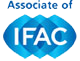 Associate of
IFAC